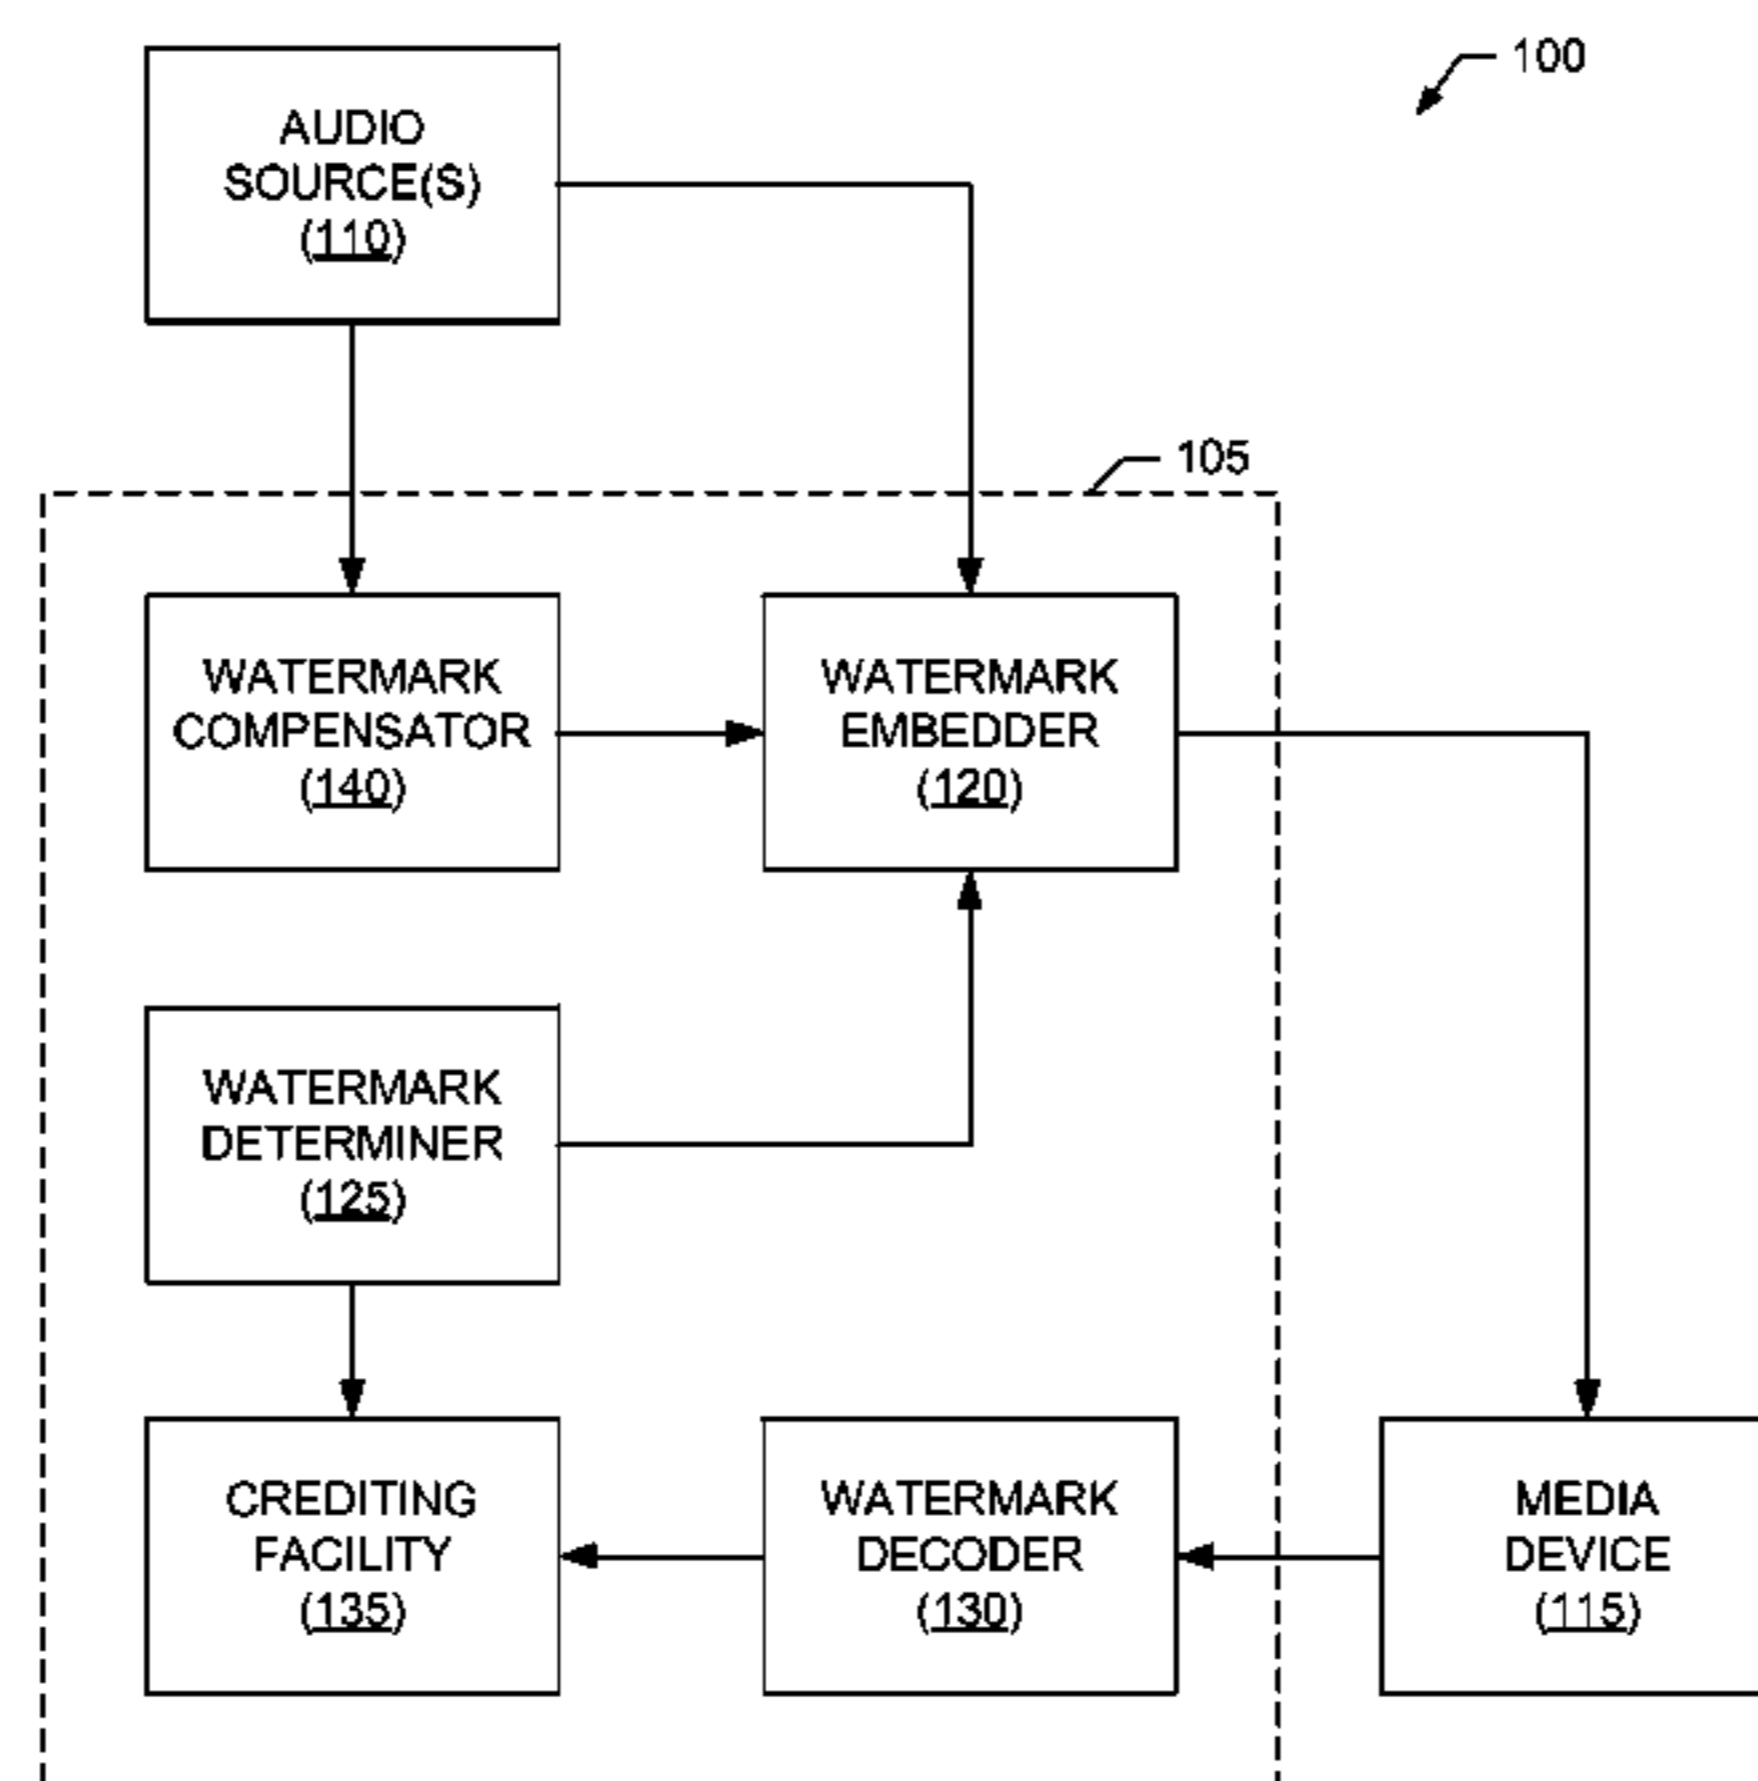 100
AUDIO
SOURCE(S)
(110)
105
WATERMARK
COMPENSATOR
(140)
WATERMARK
EMBEDDER
(120)
WATERMARK
DETERMINER
(125)
CREDITING
FACILITY
(135)
WATERMARK
DECODER
(130)
MEDIA
DEVICE
(115)